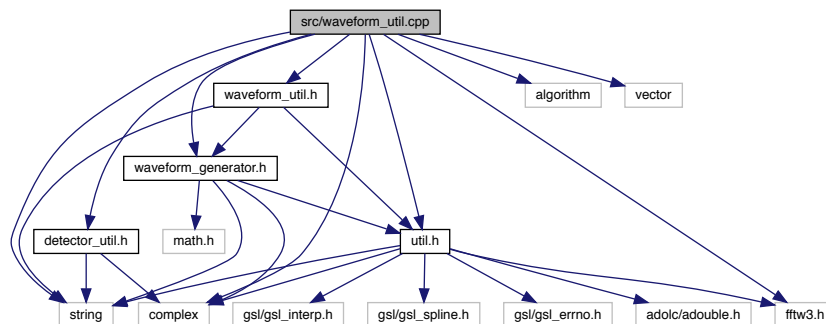 src/waveform_util.cpp
waveform_util.h
algorithm
vector
waveform_generator.h
detector_util.h
math.h
util.h
string
complex
gsl/gsl_interp.h
gsl/gsl_spline.h
gsl/gsl_errno.h
adolc/adouble.h
fftw3.h